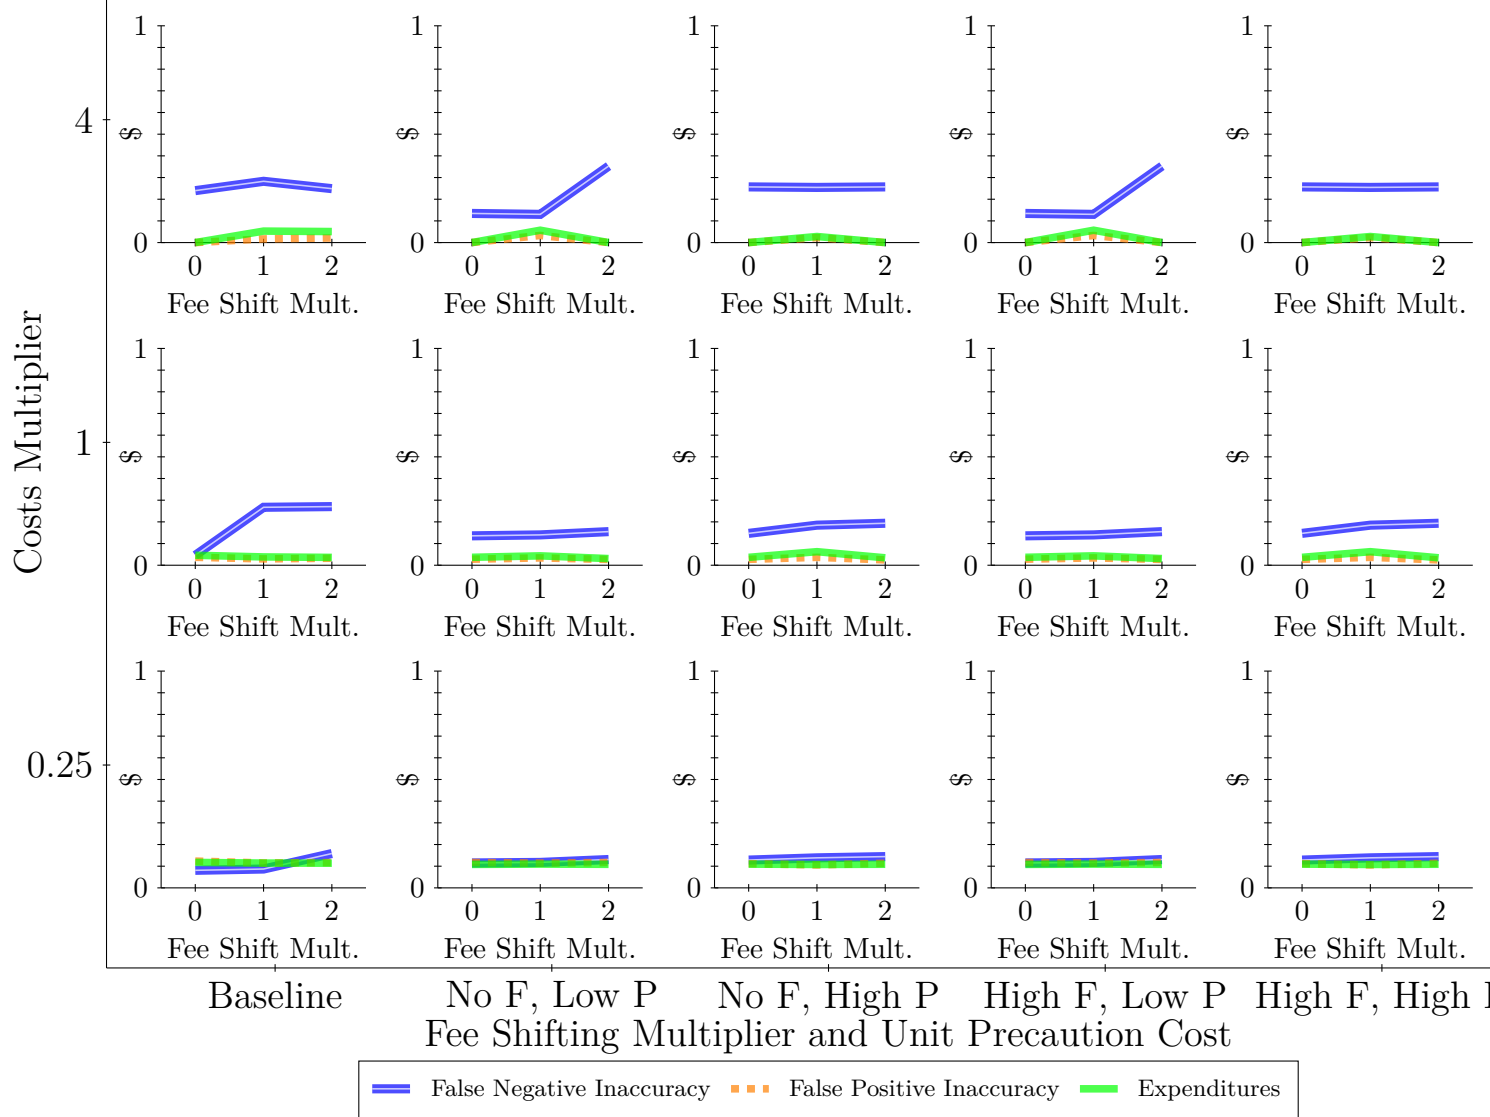 1
1
1
1
1
$
$
$
$
$
4
0
0
0
0
0
0 1 2
0 1 2
0 1 2
0 1 2
0 1 2
Fee Shift Mult.
Fee Shift Mult.
Fee Shift Mult.
Fee Shift Mult.
Fee Shift Mult.
Costs Multiplier
1
1
1
1
1
$
$
$
$
$
1
0
0
0
0
0
0 1 2
0 1 2
0 1 2
0 1 2
0 1 2
Fee Shift Mult.
Fee Shift Mult.
Fee Shift Mult.
Fee Shift Mult.
Fee Shift Mult.
1
1
1
1
1
$
$
$
$
$
0.25
0
0
0
0
0
0 1 2
0 1 2
0 1 2
0 1 2
0 1 2
Fee Shift Mult.
Fee Shift Mult.
Fee Shift Mult.
Fee Shift Mult.
Fee Shift Mult.
Baseline
No F, Low P
No F, High P
High F, Low P
High F, High
Fee Shifting Multiplier and Unit Precaution Cost
False Negative Inaccuracy
False Positive Inaccuracy
Expenditures